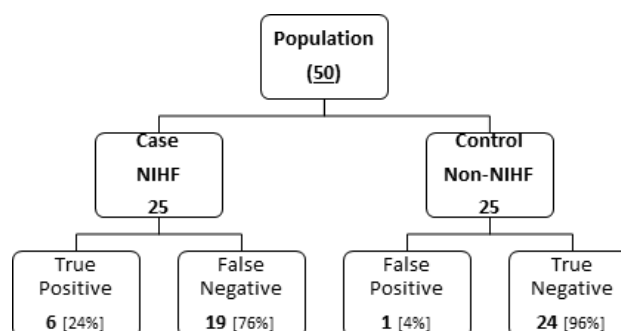 Population
(50)
Case
NIHF
25
Control
Non-NIHF
25
True
Positive
6 [24%]
False
Negative
19 [76%]
False
Positive
1 [4%]
True
Negative
24 [96%]